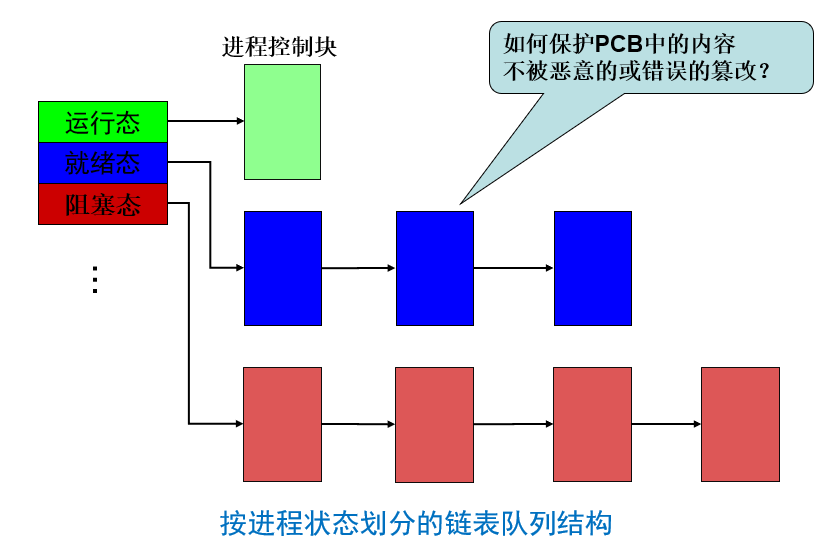 进程控制块
如何保护PCB中的内容
不被恶意的或错误的篡改？
运行态
就绪态
阻塞态
⋮
按进程状态划分的链表队列结构